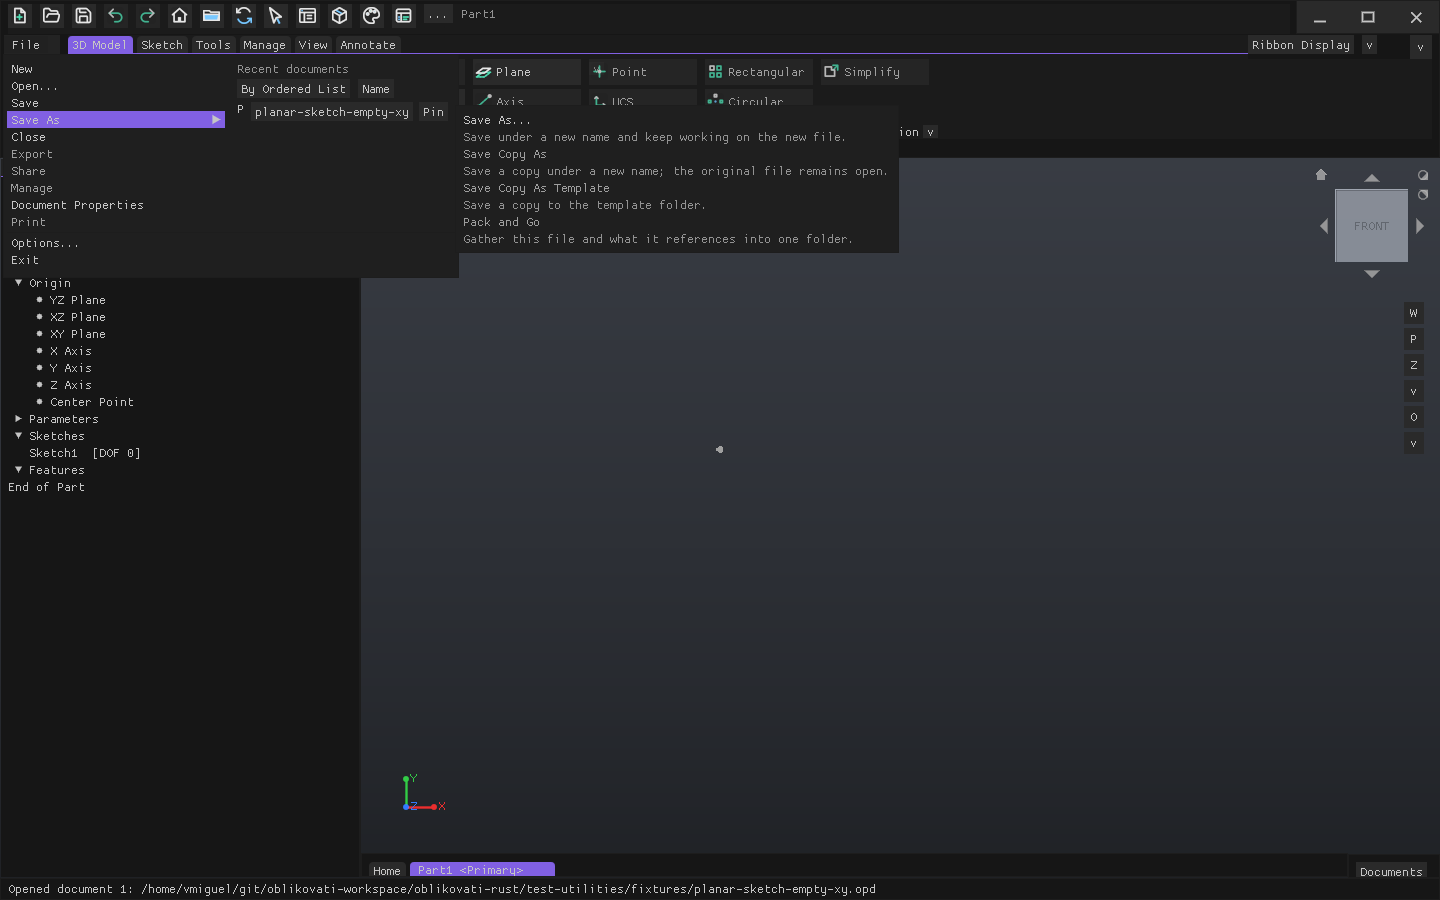 ... Part1
File 3D Model Sketch Tools Manage View Annotate Ribbon Display v v
New
Open...
Save
Save As
Close
Export
Share
Manage
Document Properties
Print
Options...
Exit
Recent documents
By Ordered List Name
P planar-sketch-empty-xy Pin
Plane Point Rectangular Simplify
Axis UCS Circular
ion v
Save As...
Save under a new name and keep working on the new file.
Save Copy As
Save a copy under a new name; the original file remains open.
Save Copy As Template
Save a copy to the template folder.
Pack and Go
Gather this file and what it references into one folder.
Origin
YZ Plane
XZ Plane
XY Plane
X Axis
Y Axis
Z Axis
Center Point
Parameters
Sketches
Sketch1 [DOF 0]
Features
End of Part
FRONT
W
P
Z
v
O
v
Y
Z X
Home Part1 <Primary> Documents
Opened document 1: /home/vmiguel/git/oblikovati-workspace/oblikovati-rust/test-utilities/fixtures/planar-sketch-empty-xy.opd